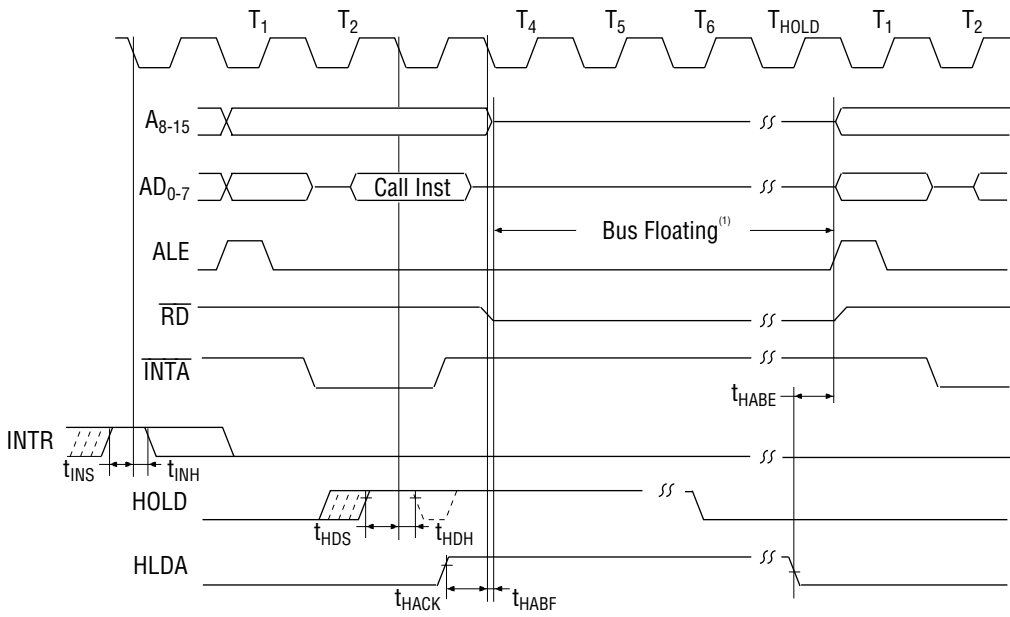 T1 T2 T4 T5 T6 THOLD T1 T2
A8-15
AD0-7 Call Inst
Bus Floating(1)
ALE
RD
INTA
tHABE
INTR
tINS tINH
HOLD
tHDS tHDH
HLDA
tHACK tHABF